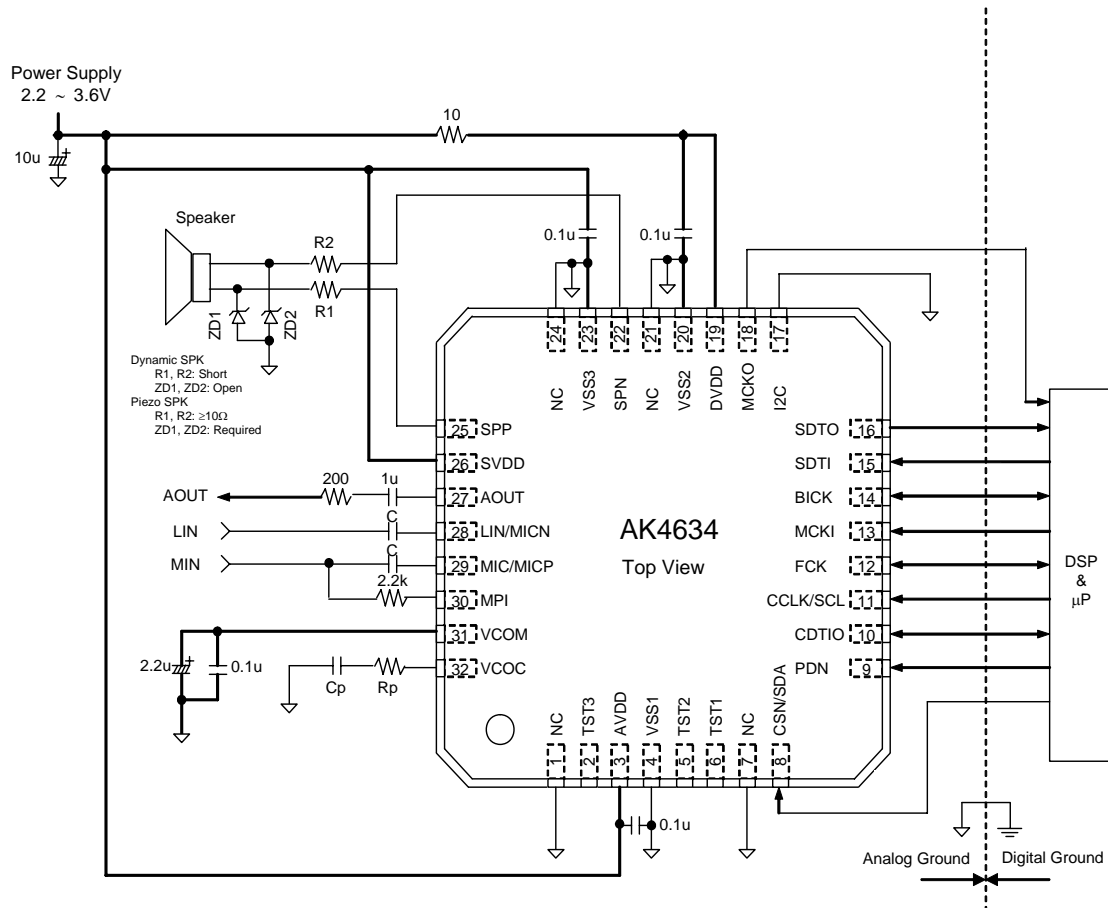 Power Supply
2.2 ~ 3.6V
10
10u
Speaker
R2
R1
ZD1
ZD2
0.1u
0.1u
Dynamic SPK
R1, R2: Short
ZD1, ZD2: Open
Piezo SPK
R1, R2: ≥10Ω
ZD1, ZD2: Required
24
23
22
21
20
19
18
17
NC
VSS3
SPN
NC
VSS2
DVDD
MCKO
I2C
25 SPP
26 SVDD
200
1u
AOUT
27 AOUT
LIN
C
28 LIN/MICN
MIN
C
29 MIC/MICP
2.2k
30 MPI
31 VCOM
2.2u
0.1u
32 VCOC
Cp
Rp
AK4634
Top View
SDTO 16
SDTI 15
BICK 14
MCKI 13
FCK 12
CCLK/SCL 11
CDTIO 10
PDN 9
DSP
&
μP
NC
TST3
AVDD
VSS1
TST2
TST1
NC
CSN/SDA
1
2
3
4
5
6
7
8
0.1u
Analog Ground
Digital Ground